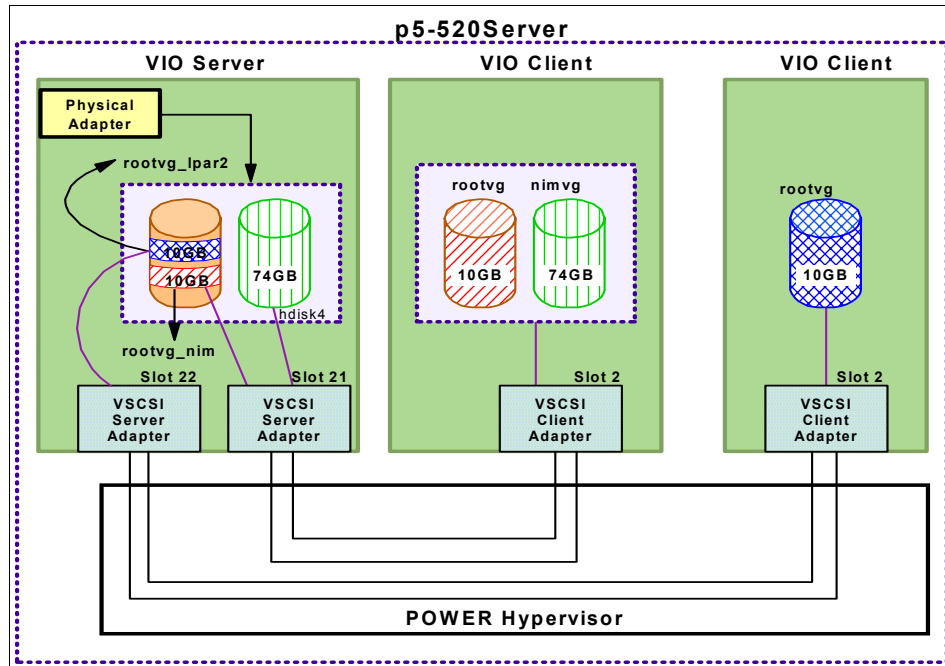 p5-520Server
VIO Server
VIO Client
VIO Client
Physical
Adapter
rootvg_lpar2
10GB
10GB
74GB
hdisk4
rootvg_nim
rootvg
nimvg
10GB
74GB
rootvg
10GB
Slot 22
Slot 21
Slot 2
Slot 2
VSCSI
Server
Adapter
VSCSI
Server
Adapter
VSCSI
Client
Adapter
VSCSI
Client
Adapter
POWER Hypervisor